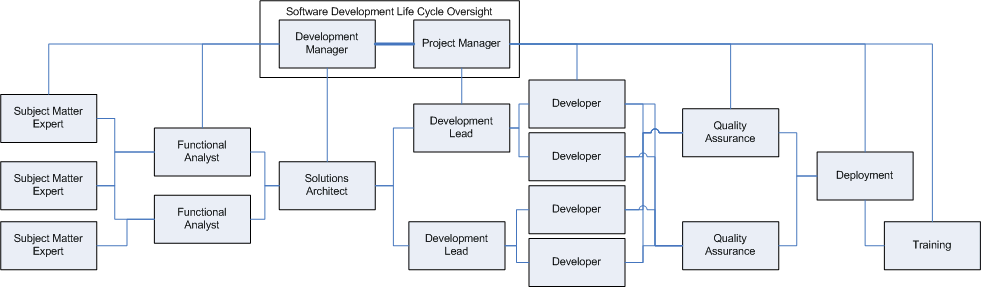 Software Development Life Cycle Oversight
Development
Manager
Project Manager
Subject Matter
Expert
Subject Matter
Expert
Subject Matter
Expert
Functional
Analyst
Functional
Analyst
Solutions
Architect
Development
Lead
Development
Lead
Developer
Developer
Developer
Developer
Quality
Assurance
Quality
Assurance
Deployment
Training